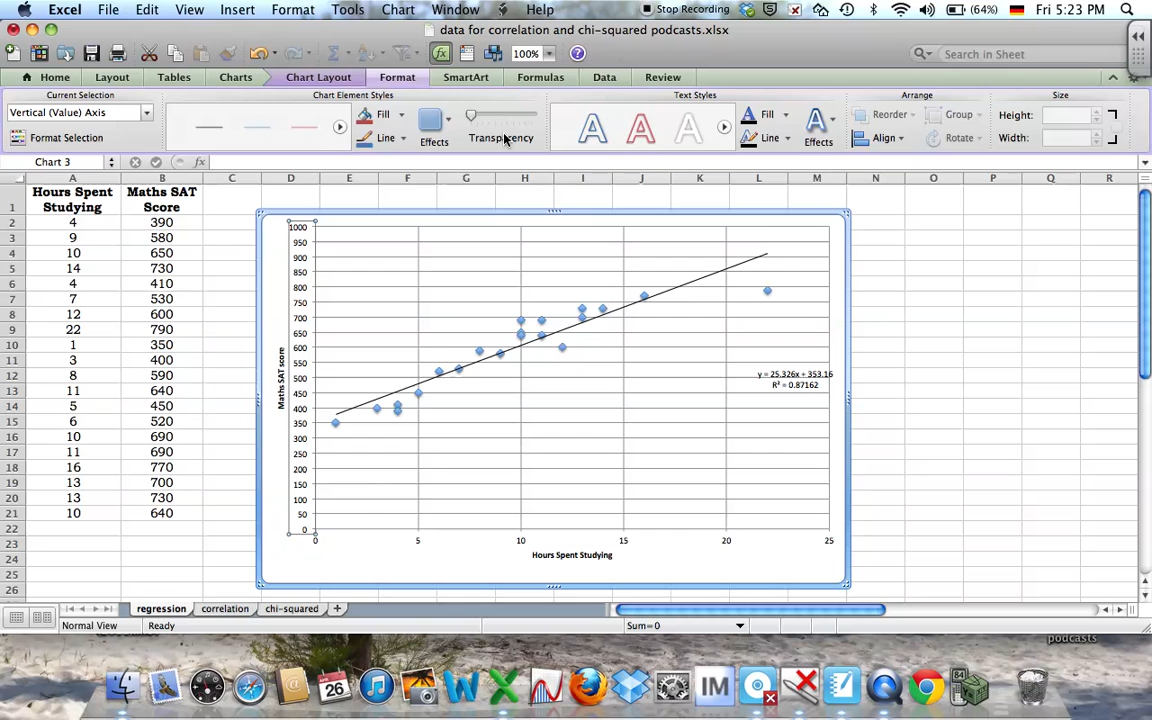 Excel File Edit View Insert Format Tools Chart Window Help Stop Recording (64%) Fri 5:23 PM
data for correlation and chi-squared podcasts.xlsx
100% Search in Sheet
Home Layout Tables Charts Chart Layout Format SmartArt Formulas Data Review
Current Selection Chart Element Styles Text Styles Arrange Size
Vertical (Value) Axis Fill Fill Reorder Group Height:
Format Selection Line Effects Transparency Line Effects Align Rotate Width:
Chart 3 fx
A B C D E F G H I J K L M N O P Q R
1 Hours Spent Studying Maths SAT Score
2 4 390
3 9 580
4 10 650
5 14 730
6 4 410
7 7 530
8 12 600
9 22 790
10 1 350
11 3 400
12 8 590
13 11 640
14 5 450
15 6 520
16 10 690
17 11 690
18 16 770
19 13 700
20 13 730
21 10 640
22
23
24
25
26
1000
950
900
850
800
750
700
650
600
550
500
450
400
350
300
250
200
150
100
50
0
Maths SAT score
y = 25.326x + 353.16
R² = 0.87162
0 5 10 15 20 25
Hours Spent Studying
regression correlation chi-squared
Normal View Ready Sum=0
podcasts
26
W X IM 84